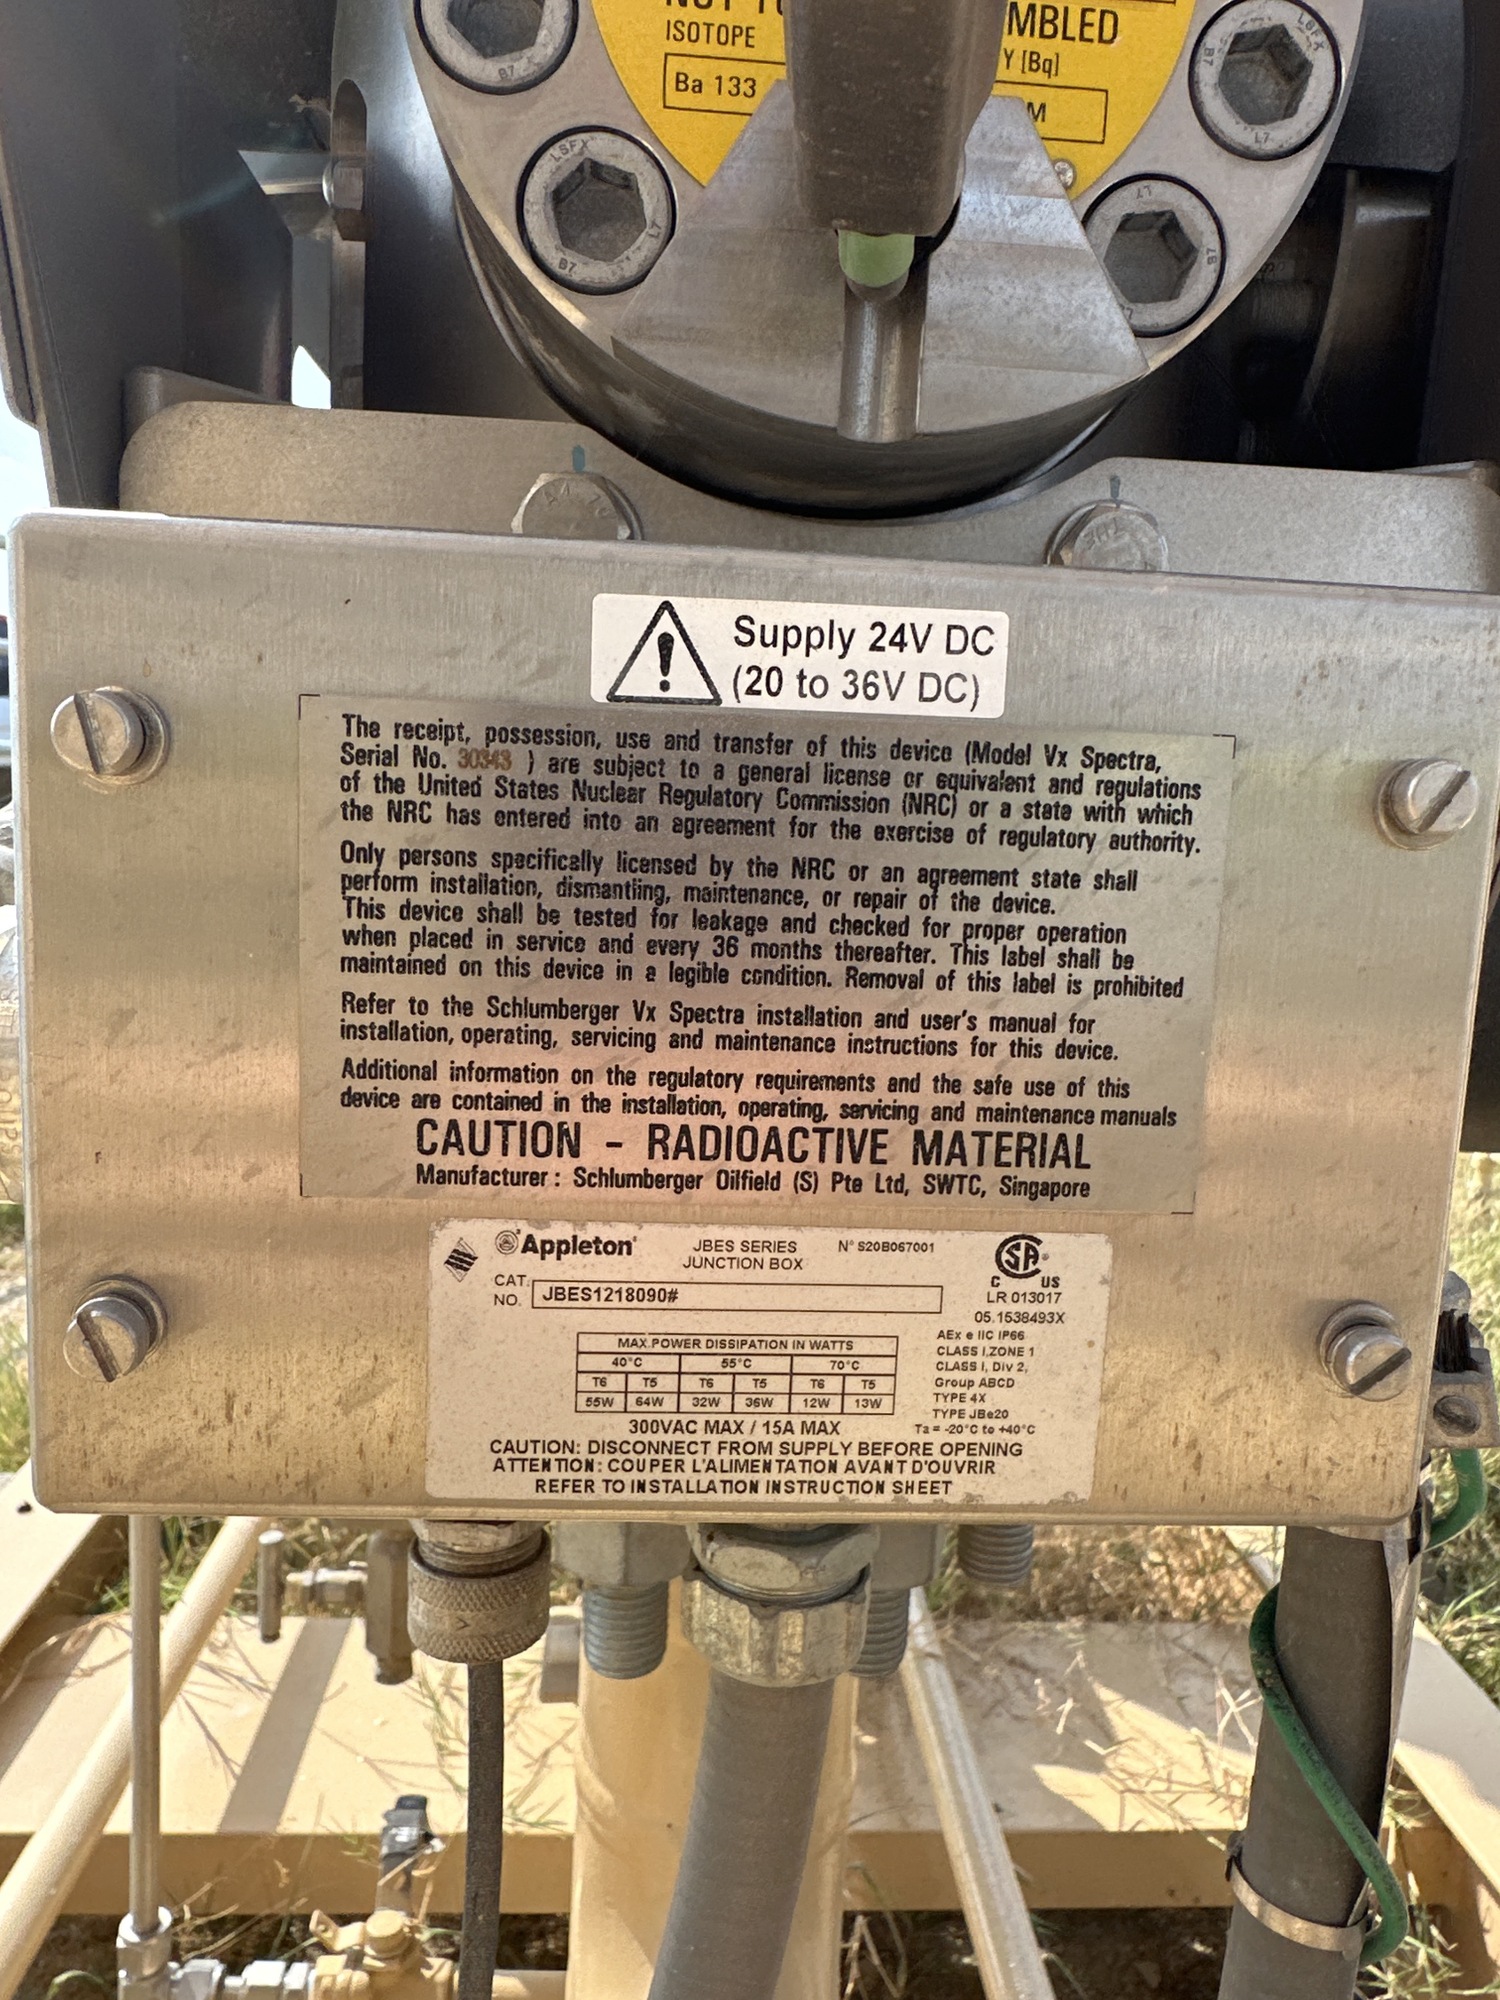 ISOTOPE
MBLED
Y [Bq]
Ba 133
M
Supply 24V DC
(20 to 36V DC)
The receipt, possession, use and transfer of this device (Model Vx Spectra,
Serial No. 30343 ) are subject to a general license or equivalent and regulations
of the United States Nuclear Regulatory Commission (NRC) or a state with which
the NRC has entered into an agreement for the exercise of regulatory authority.
Only persons specifically licensed by the NRC or an agreement state shall
perform installation, dismantling, maintenance, or repair of the device.
This device shall be tested for leakage and checked for proper operation
when placed in service and every 36 months thereafter. This label shall be
maintained on this device in a legible condition. Removal of this label is prohibited
Refer to the Schlumberger Vx Spectra installation and user's manual for
installation, operating, servicing and maintenance instructions for this device.
Additional information on the regulatory requirements and the safe use of this
device are contained in the installation, operating, servicing and maintenance manuals
CAUTION - RADIOACTIVE MATERIAL
Manufacturer : Schlumberger Oilfield (S) Pte Ltd, SWTC, Singapore
Appleton
JBES SERIES
JUNCTION BOX
N° S20B067001
CAT.
NO.
JBES1218090#
SA
C US
LR 013017
05.1538493X
AEx e IIC IP66
CLASS I,ZONE 1
CLASS I, Div 2,
Group ABCD
TYPE 4X
TYPE JBe20
Ta = -20°C to +40°C
MAX.POWER DISSIPATION IN WATTS
40°C 55°C 70°C
T6 T5 T6 T5 T6 T5
55W 64W 32W 36W 12W 13W
300VAC MAX / 15A MAX
CAUTION: DISCONNECT FROM SUPPLY BEFORE OPENING
ATTENTION: COUPER L'ALIMENTATION AVANT D'OUVRIR
REFER TO INSTALLATION INSTRUCTION SHEET